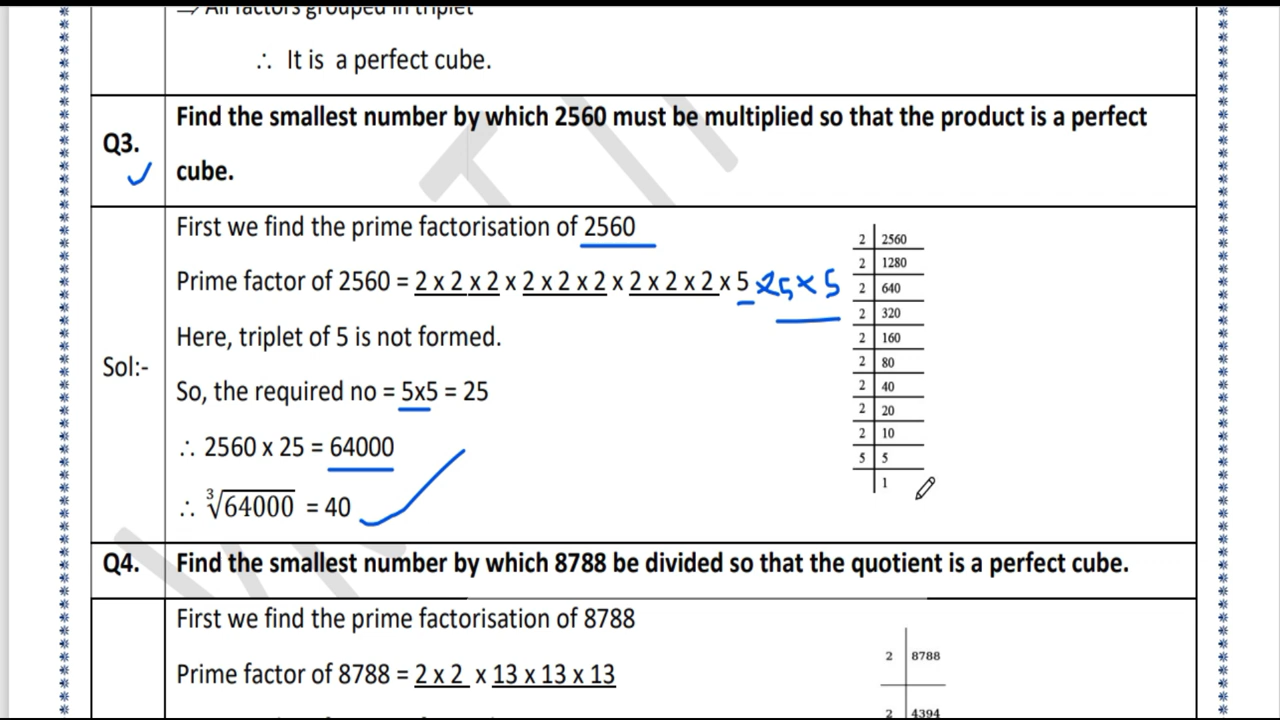 ⇒ All factors grouped in triplet
∴ It is a perfect cube.
Q3.
Find the smallest number by which 2560 must be multiplied so that the product is a perfect
cube.
Sol:-
First we find the prime factorisation of 2560
Prime factor of 2560 = 2 x 2 x 2 x 2 x 2 x 2 x 2 x 2 x 2 x 5 x 5 x 5
Here, triplet of 5 is not formed.
So, the required no = 5x5 = 25
∴ 2560 x 25 = 64000
∴ ∛64000 = 40
2 2560
2 1280
2 640
2 320
2 160
2 80
2 40
2 20
2 10
5 5
1
Q4.
Find the smallest number by which 8788 be divided so that the quotient is a perfect cube.
First we find the prime factorisation of 8788
Prime factor of 8788 = 2 x 2 x 13 x 13 x 13
2 8788
2 4394